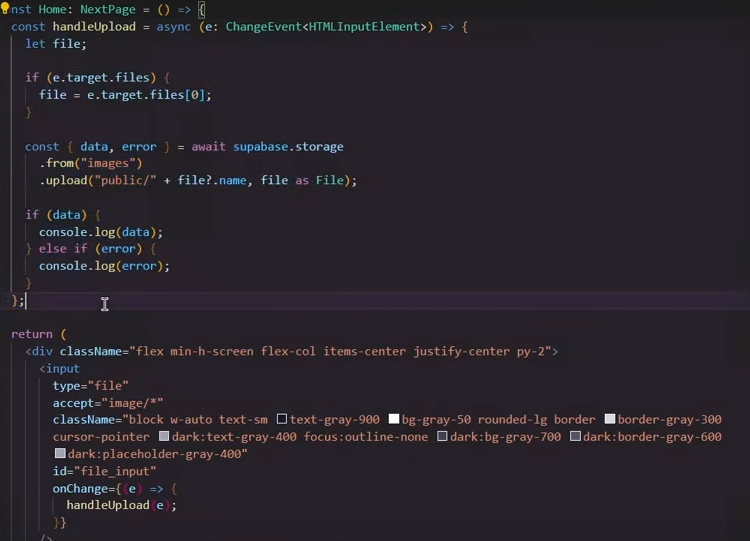 nst Home: NextPage = () => {
const handleUpload = async (e: ChangeEvent<HTMLInputElement>) => {
let file;
if (e.target.files) {
file = e.target.files[0];
}
const { data, error } = await supabase.storage
.from("images")
.upload("public/" + file?.name, file as File);
if (data) {
console.log(data);
} else if (error) {
console.log(error);
}
};
return (
<div className="flex min-h-screen flex-col items-center justify-center py-2">
<input
type="file"
accept="image/*"
className="block w-auto text-sm text-gray-900 bg-gray-50 rounded-lg border border-gray-300
cursor-pointer dark:text-gray-400 focus:outline-none dark:bg-gray-700 dark:border-gray-600
dark:placeholder-gray-400"
id="file_input"
onChange={(e) => {
handleUpload(e);
}}
/>